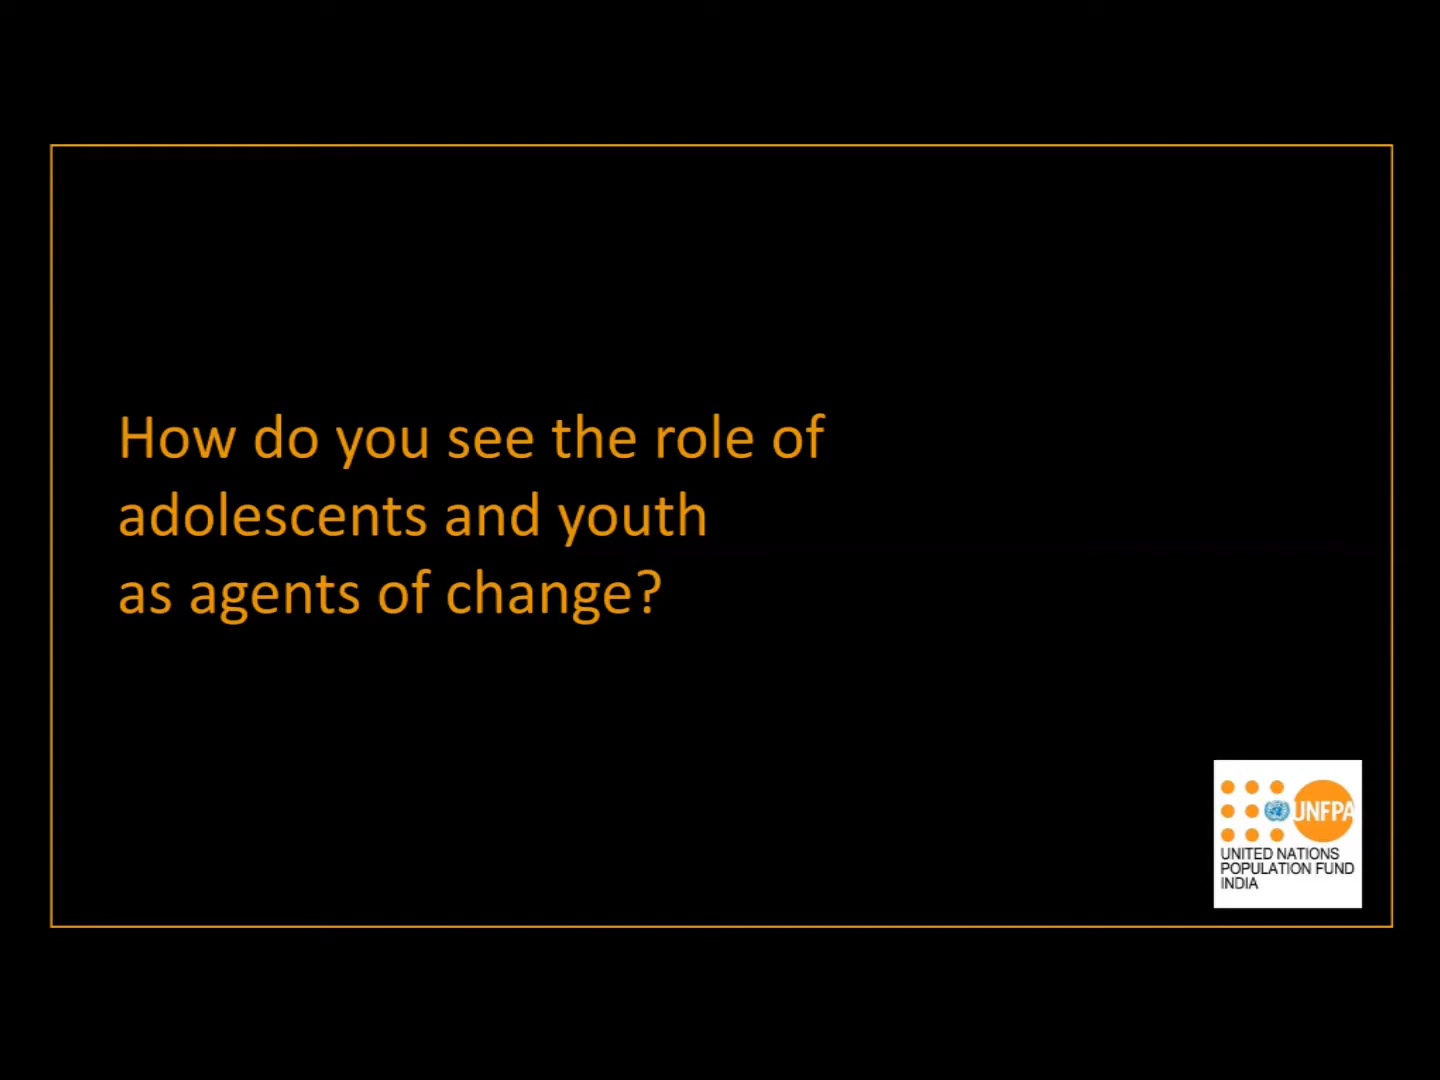 How do you see the role of
adolescents and youth
as agents of change?
UNFPA
UNITED NATIONS
POPULATION FUND
INDIA